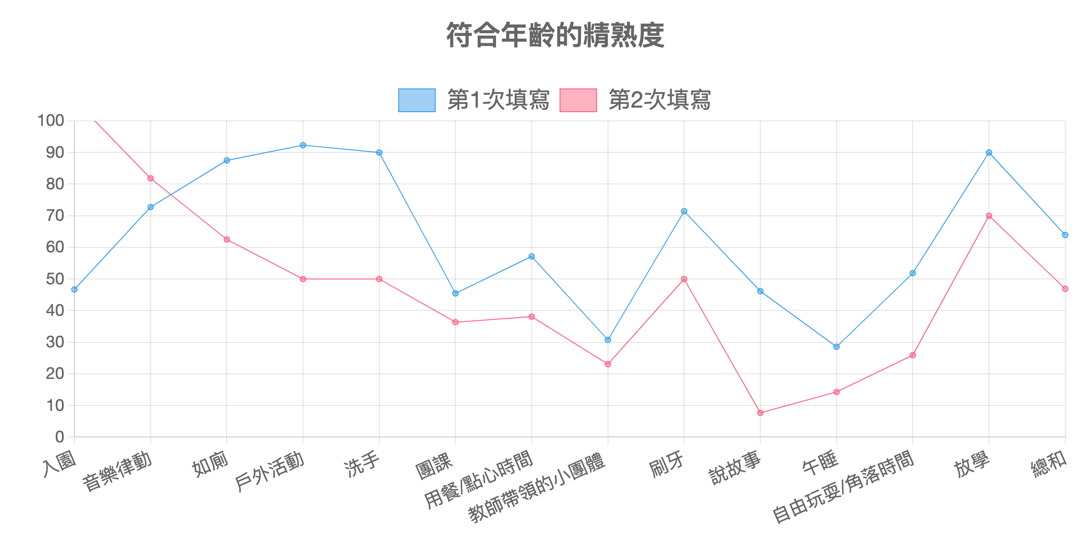 符合年齡的精熟度
第1次填寫 第2次填寫
100
90
80
70
60
50
40
30
20
10
0
入園
音樂律動
如廁
戶外活動
洗手
團課
用餐/點心時間
教師帶領的小團體
刷牙
說故事
午睡
自由玩耍/角落時間
放學
總和